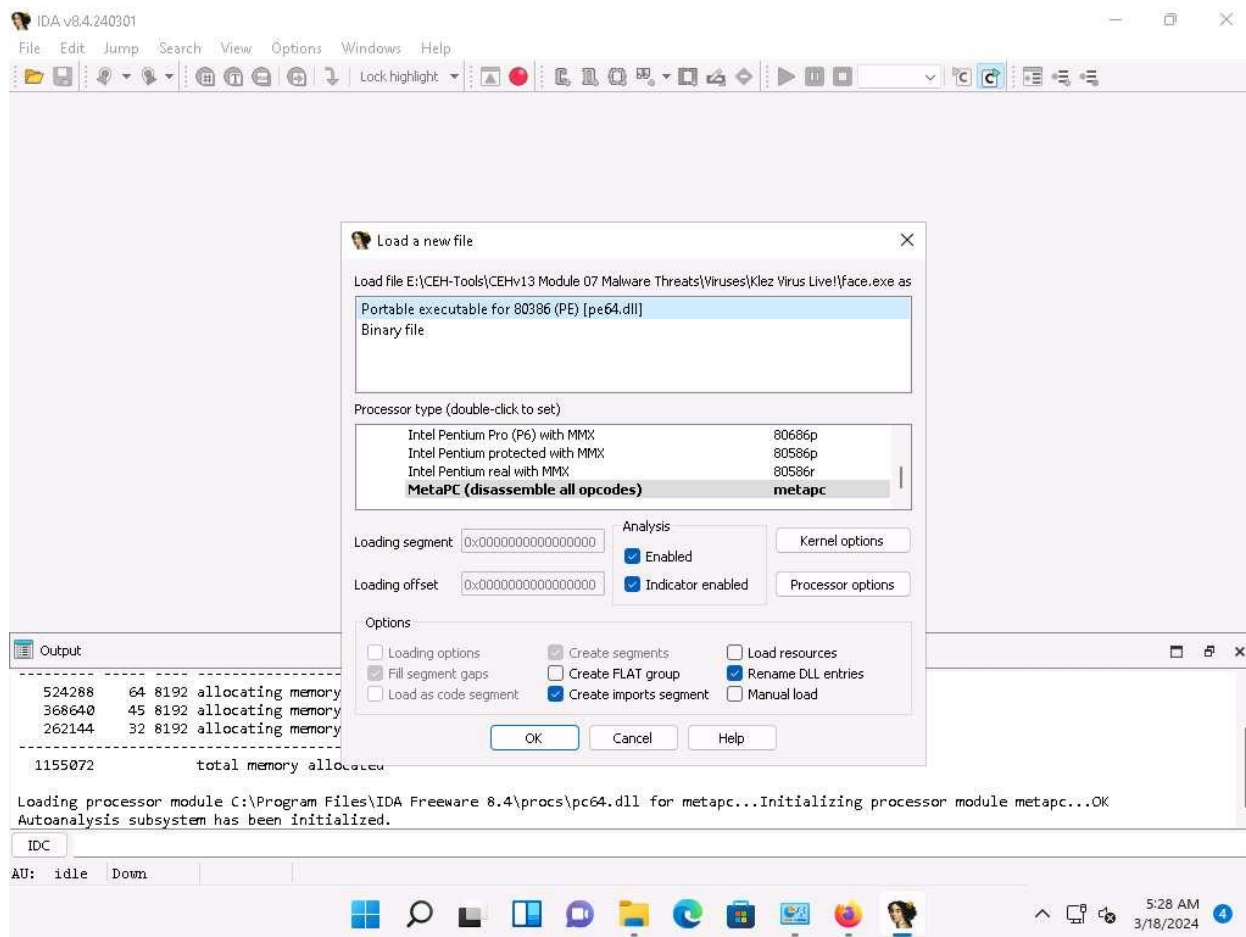 IDA v8.4.240301
File Edit Jump Search View Options Windows Help
Lock highlight
Load a new file
Load file E:\CEH-Tools\CEHv13 Module 07 Malware Threats\Viruses\Klez Virus Live!\face.exe as
Portable executable for 80386 (PE) [pe64.dll]
Binary file
Processor type (double-click to set)
Intel Pentium Pro (P6) with MMX 80686p
Intel Pentium protected with MMX 80586p
Intel Pentium real with MMX 80586r
MetaPC (disassemble all opcodes) metapc
Loading segment 0x0000000000000000
Loading offset 0x0000000000000000
Analysis
Enabled
Indicator enabled
Kernel options
Processor options
Options
Loading options Create segments Load resources
Fill segment gaps Create FLAT group Rename DLL entries
Load as code segment Create imports segment Manual load
OK Cancel Help
Output
524288 64 8192 allocating memory
368640 45 8192 allocating memory
262144 32 8192 allocating memory
1155072 total memory allocated
Loading processor module C:\Program Files\IDA Freeware 8.4\procs\pc64.dll for metapc...Initializing processor module metapc...OK
Autoanalysis subsystem has been initialized.
IDC
AU: idle Down
5:28 AM
3/18/2024
4